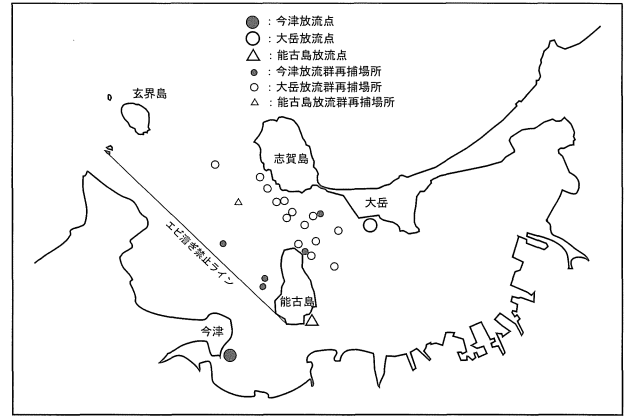 ：今津放流点
：大岳放流点
：能古島放流点
：今津放流群再捕場所
：大岳放流群再捕場所
：能古島放流群再捕場所
玄界島
志賀島
大岳
エビ漕ぎ禁止ライン
能古島
今津